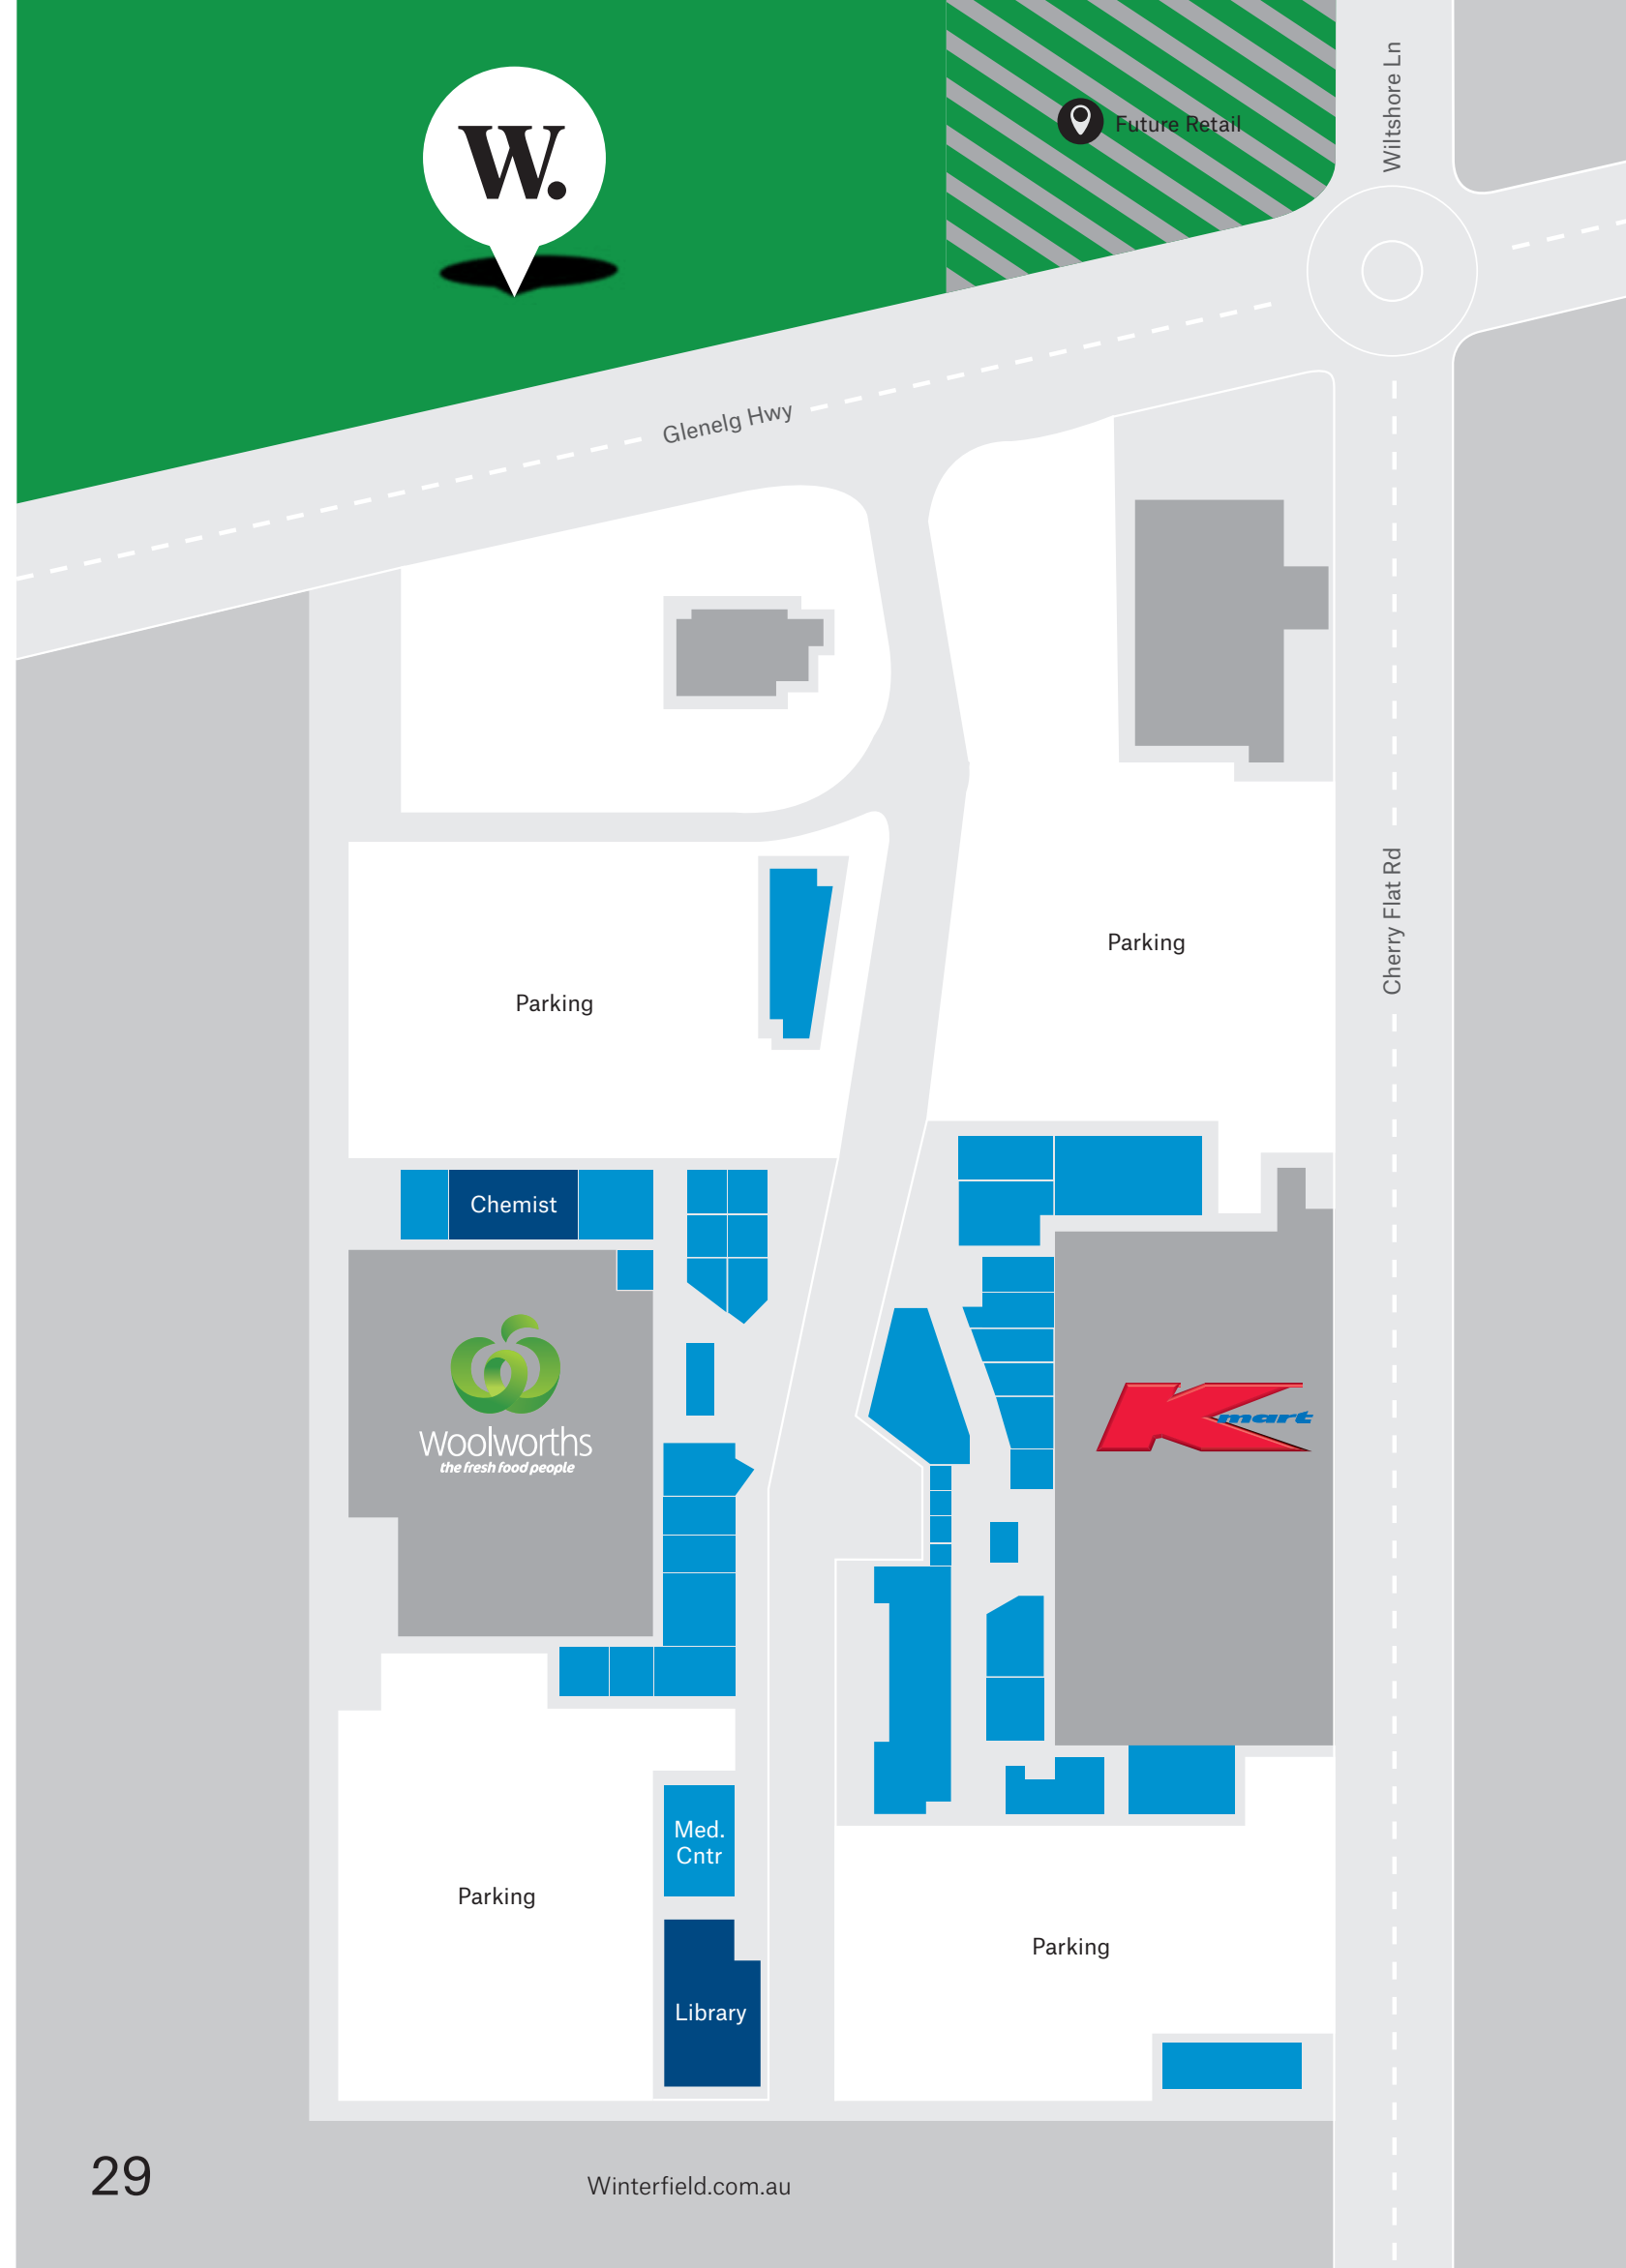 W.
Future Retail
Wiltshore Ln
Glenelg Hwy
Cherry Flat Rd
Parking
Parking
Chemist
Woolworths
the fresh food people
Kmart
Med.
Cntr
Parking
Parking
Library
29
Winterfield.com.au